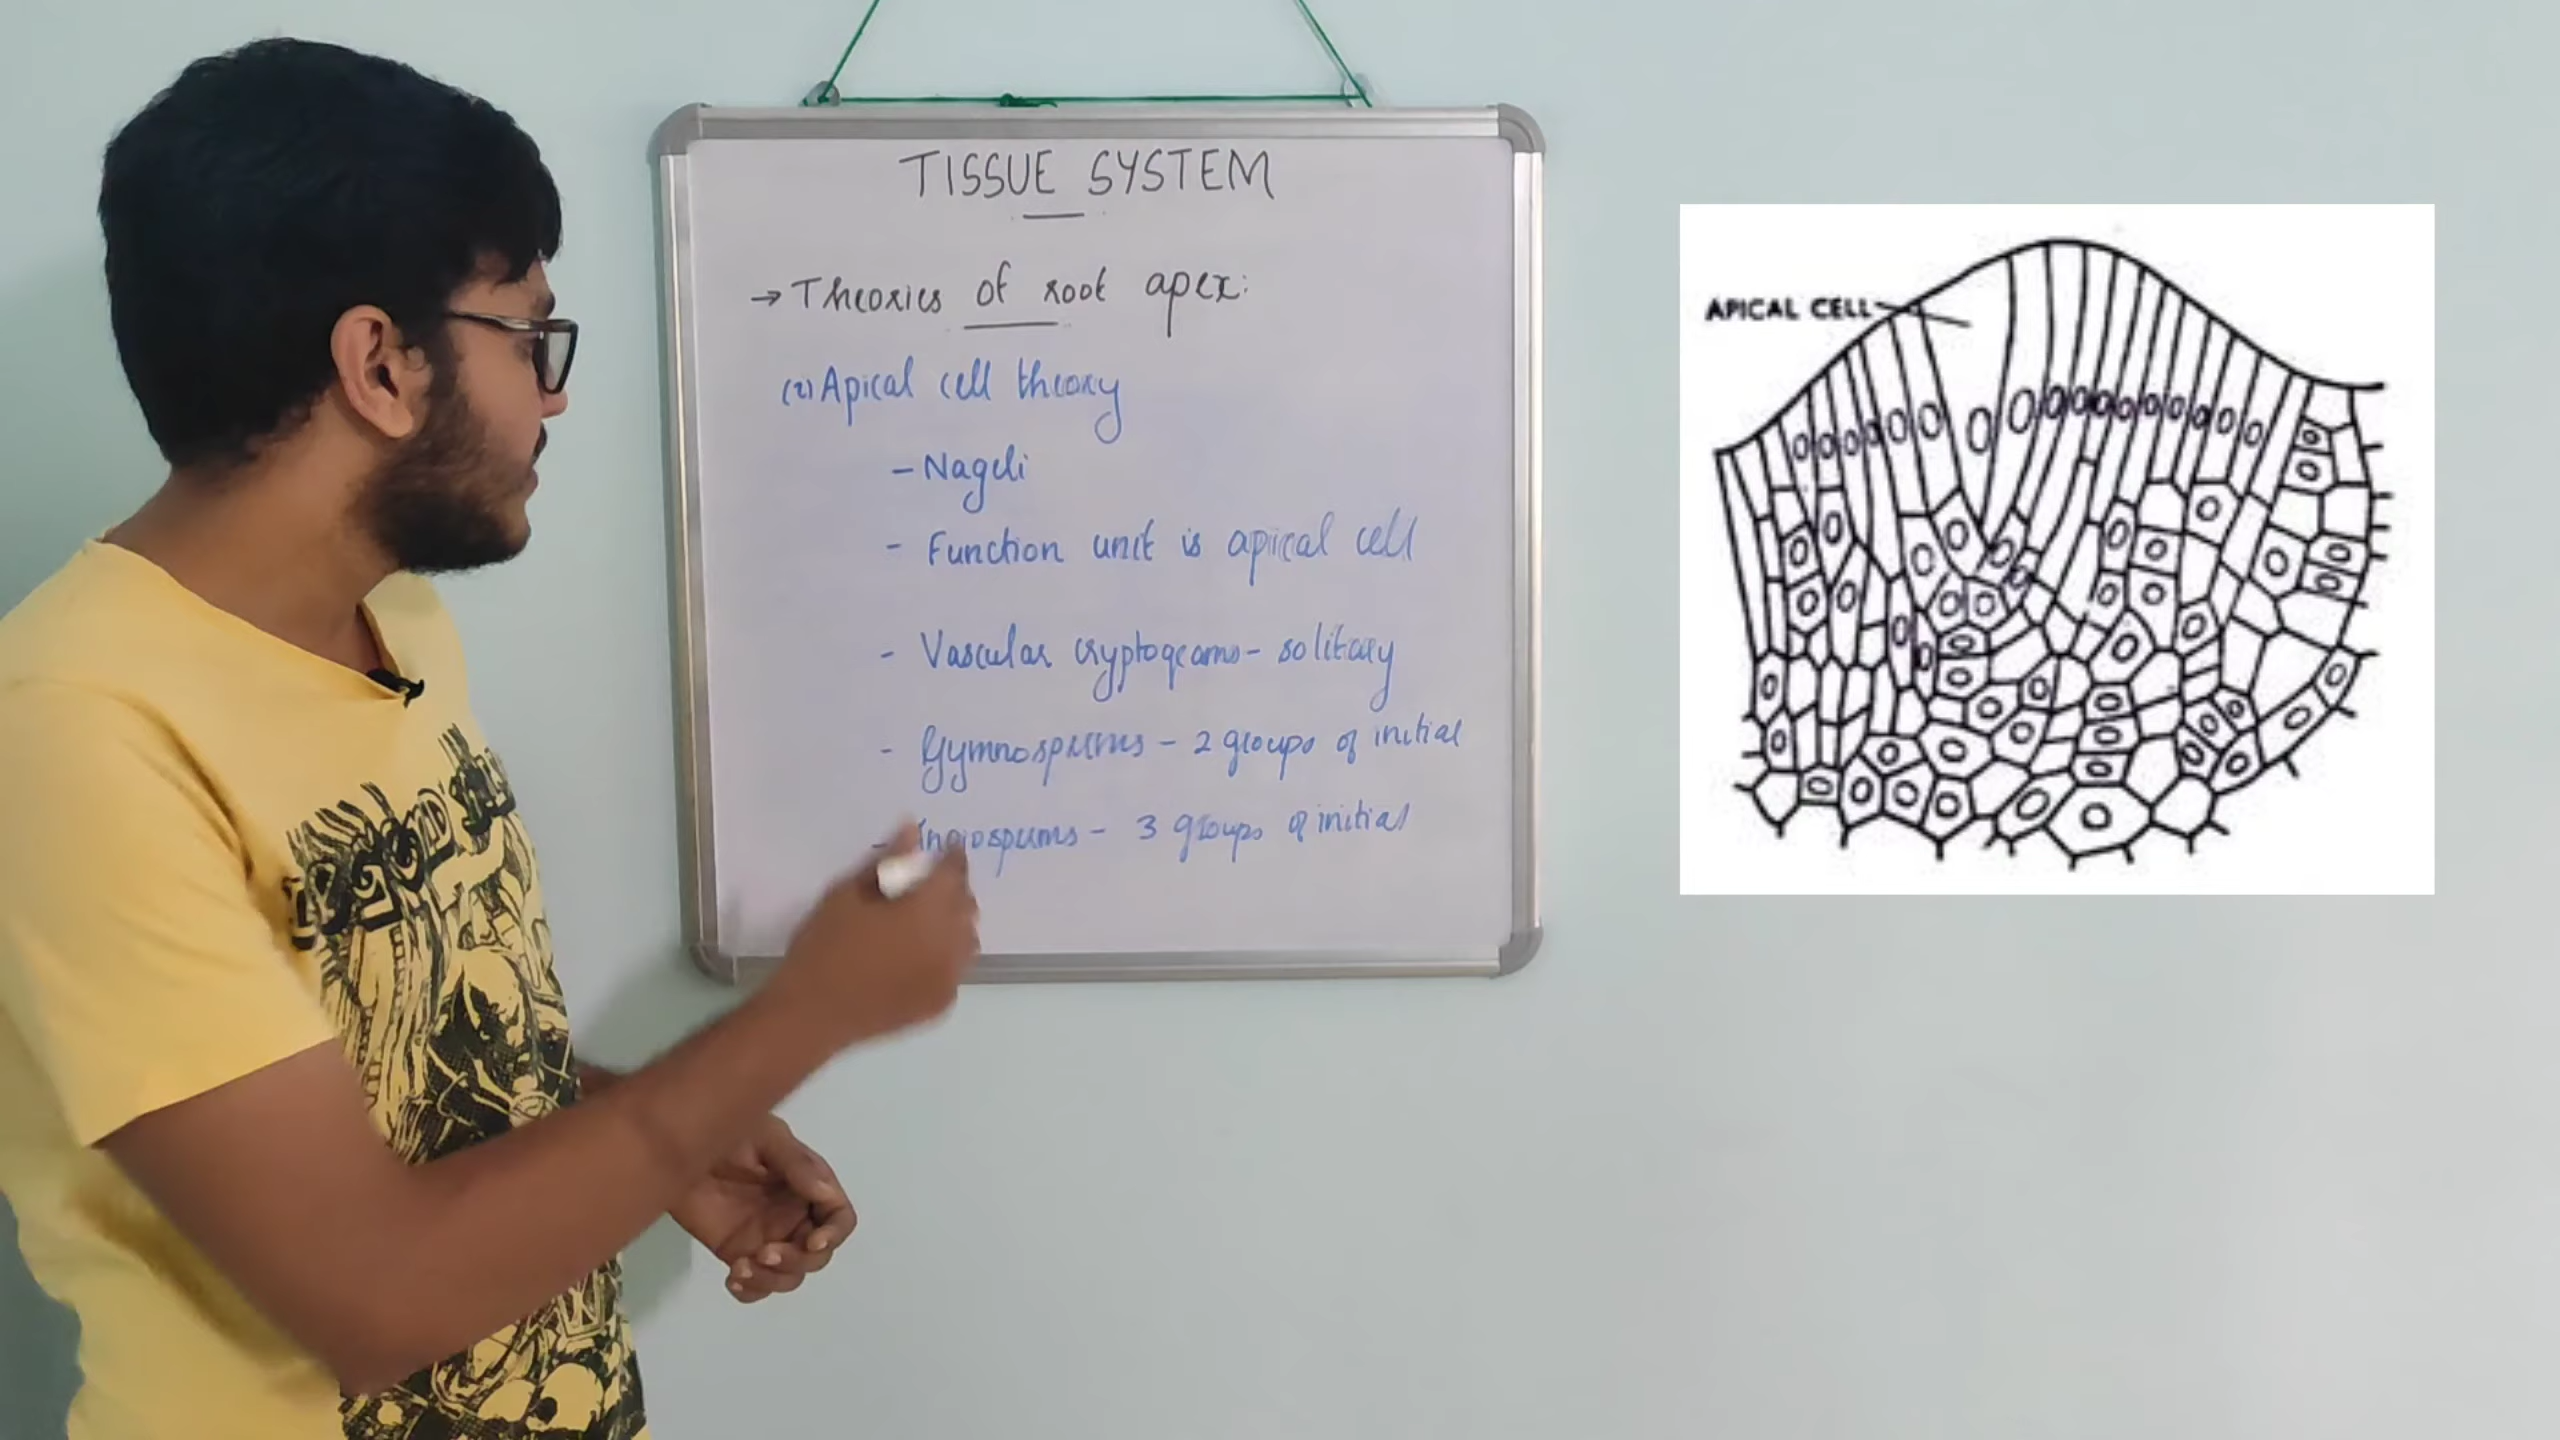 TISSUE SYSTEM
→ Theories of root apex:
(2) Apical cell theory
- Nageli
- Function unit is apical cell
- Vascular cryptogams - solitary
- Gymnosperms - 2 groups of initial
- Angiosperms - 3 groups of initial
APICAL CELL